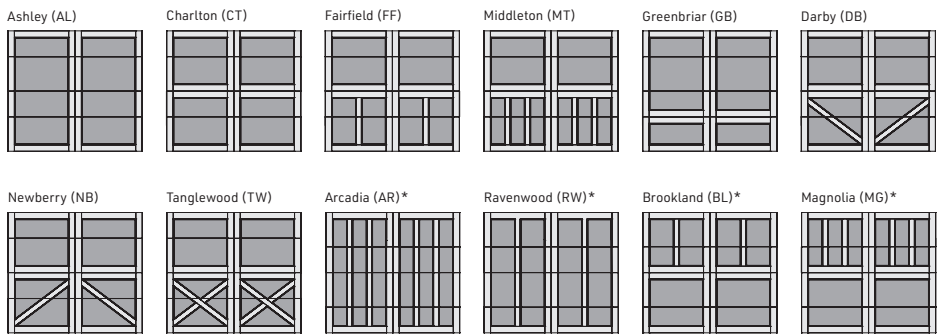 Ashley (AL)
Charlton (CT)
Fairfield (FF)
Middleton (MT)
Greenbriar (GB)
Darby (DB)
Newberry (NB)
Tanglewood (TW)
Arcadia (AR)*
Ravenwood (RW)*
Brookland (BL)*
Magnolia (MG)*